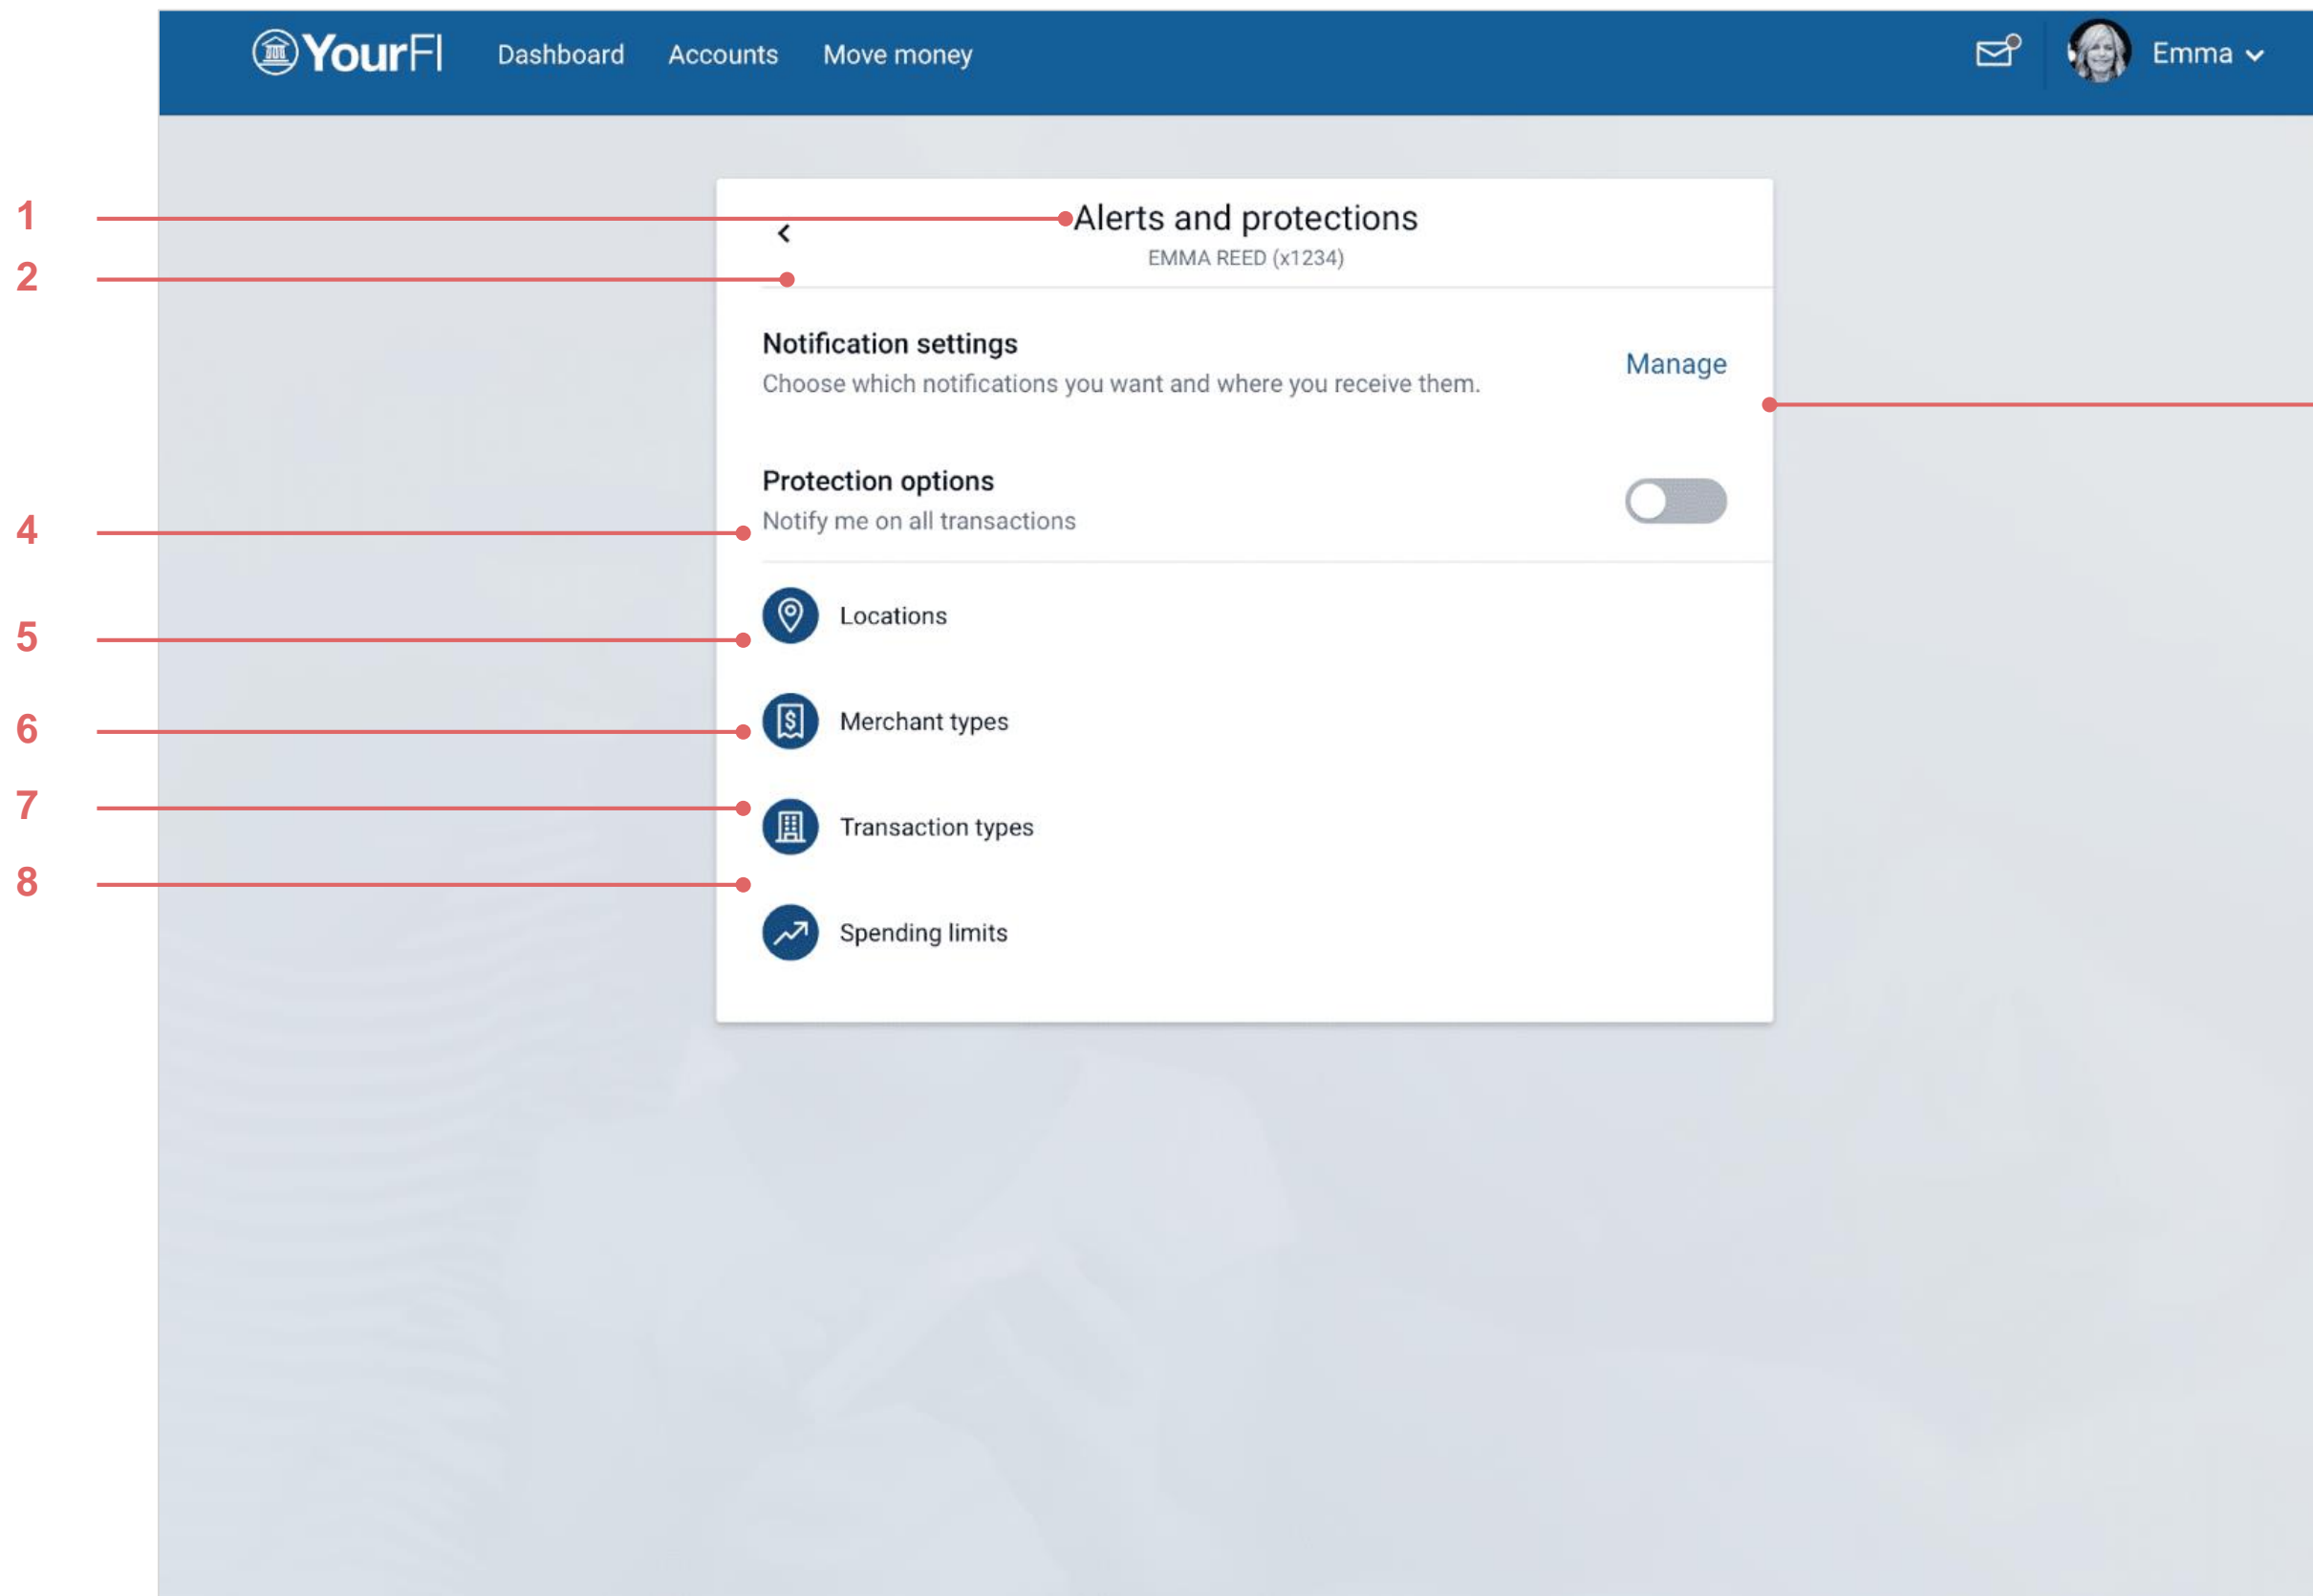 YourFI Dashboard Accounts Move money Emma
1 Alerts and protections
EMMA REED (x1234)
2
Notification settings
Manage
Choose which notifications you want and where you receive them.
Protection options
4 Notify me on all transactions
5 Locations
6 Merchant types
7 Transaction types
8
Spending limits